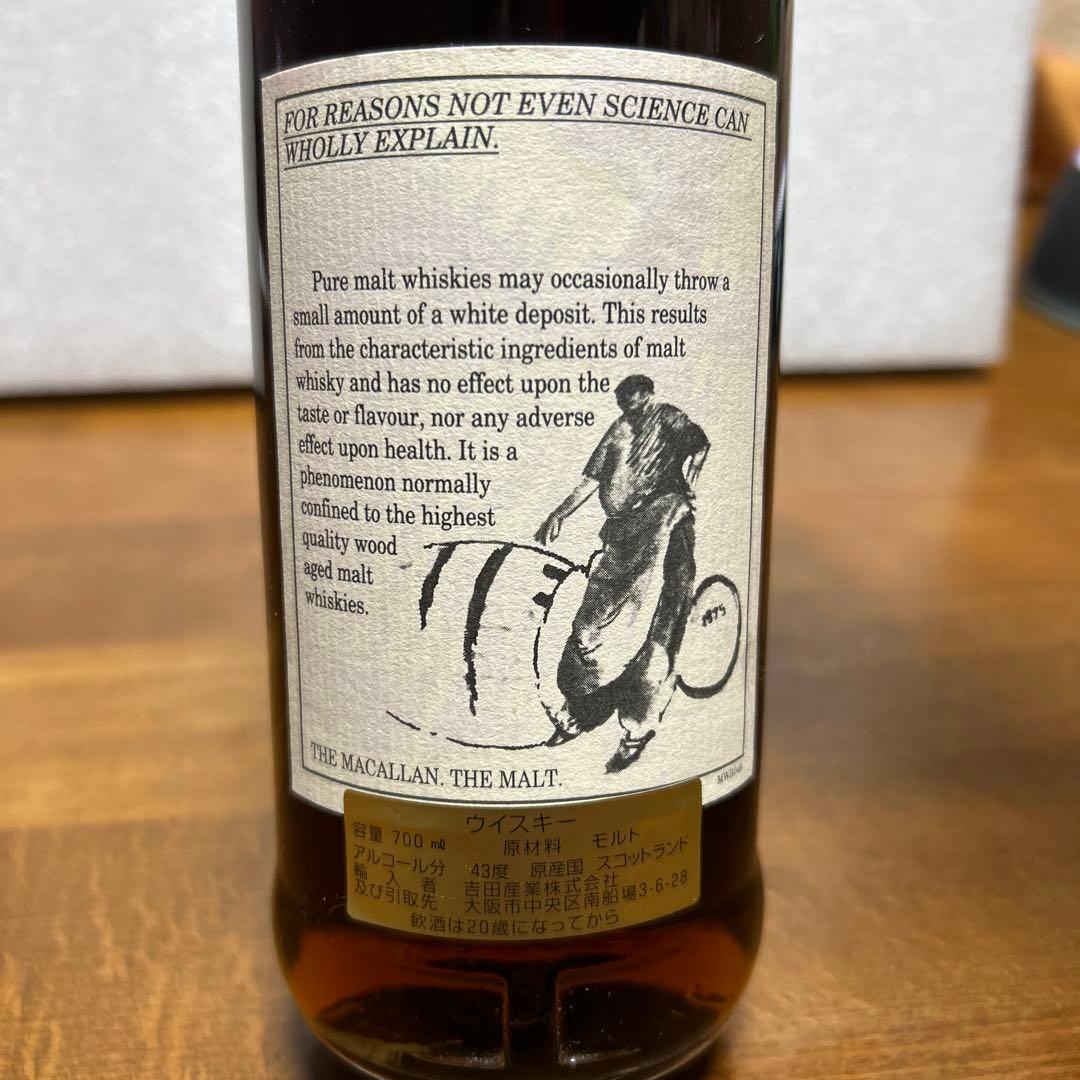 FOR REASONS NOT EVEN SCIENCE CAN
WHOLLY EXPLAIN.
Pure malt whiskies may occasionally throw a
small amount of a white deposit. This results
from the characteristic ingredients of malt
whisky and has no effect upon the
taste or flavour, nor any adverse
effect upon health. It is a
phenomenon normally
confined to the highest
quality wood
aged malt
whiskies.
1875
THE MACALLAN. THE MALT.
ウイスキー
容量 700㎖ 原材料 モルト
アルコール分 43度 原産国 スコットランド
輸入者 吉田産業株式会社
及び引取先 大阪市中央区南船場3-6-28
飲酒は20歳になってから